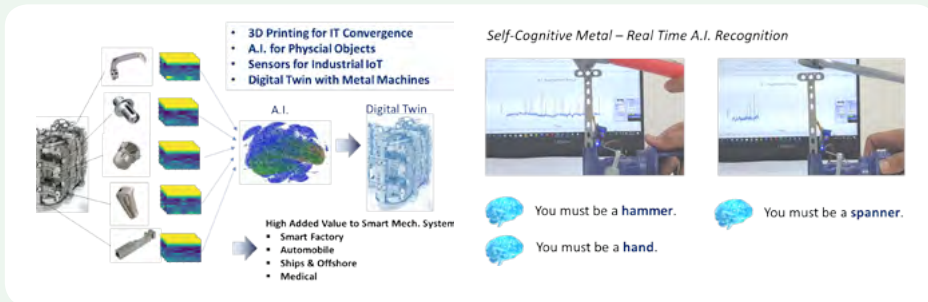 3D Printing for IT Convergence
A.I. for Physcial Objects
Sensors for Industrial IoT
Digital Twin with Metal Machines
A.I.
Digital Twin
High Added Value to Smart Mech. System
Smart Factory
Automobile
Ships & Offshore
Medical
Self-Cognitive Metal – Real Time A.I. Recognition
You must be a hammer.
You must be a hand.
You must be a spanner.